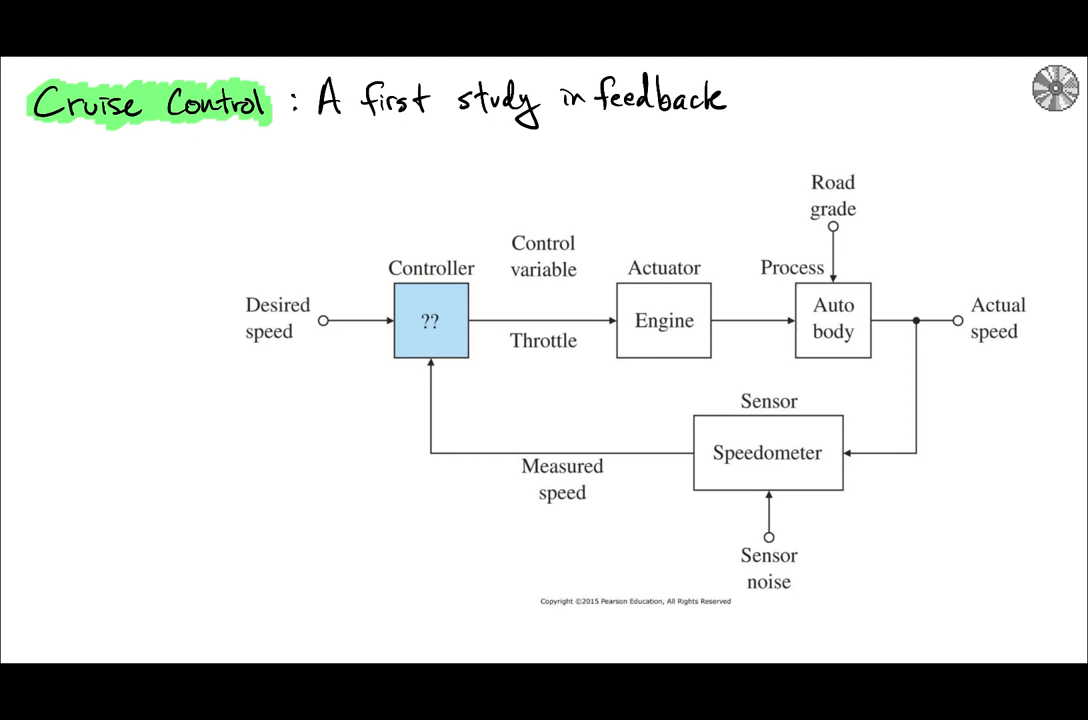 Cruise Control : A first study in feedback
Road
grade
Control
variable
Controller
Actuator
Process
Desired
speed
??
Throttle
Engine
Auto
body
Actual
speed
Sensor
Speedometer
Measured
speed
Sensor
noise
Copyright ©2015 Pearson Education, All Rights Reserved